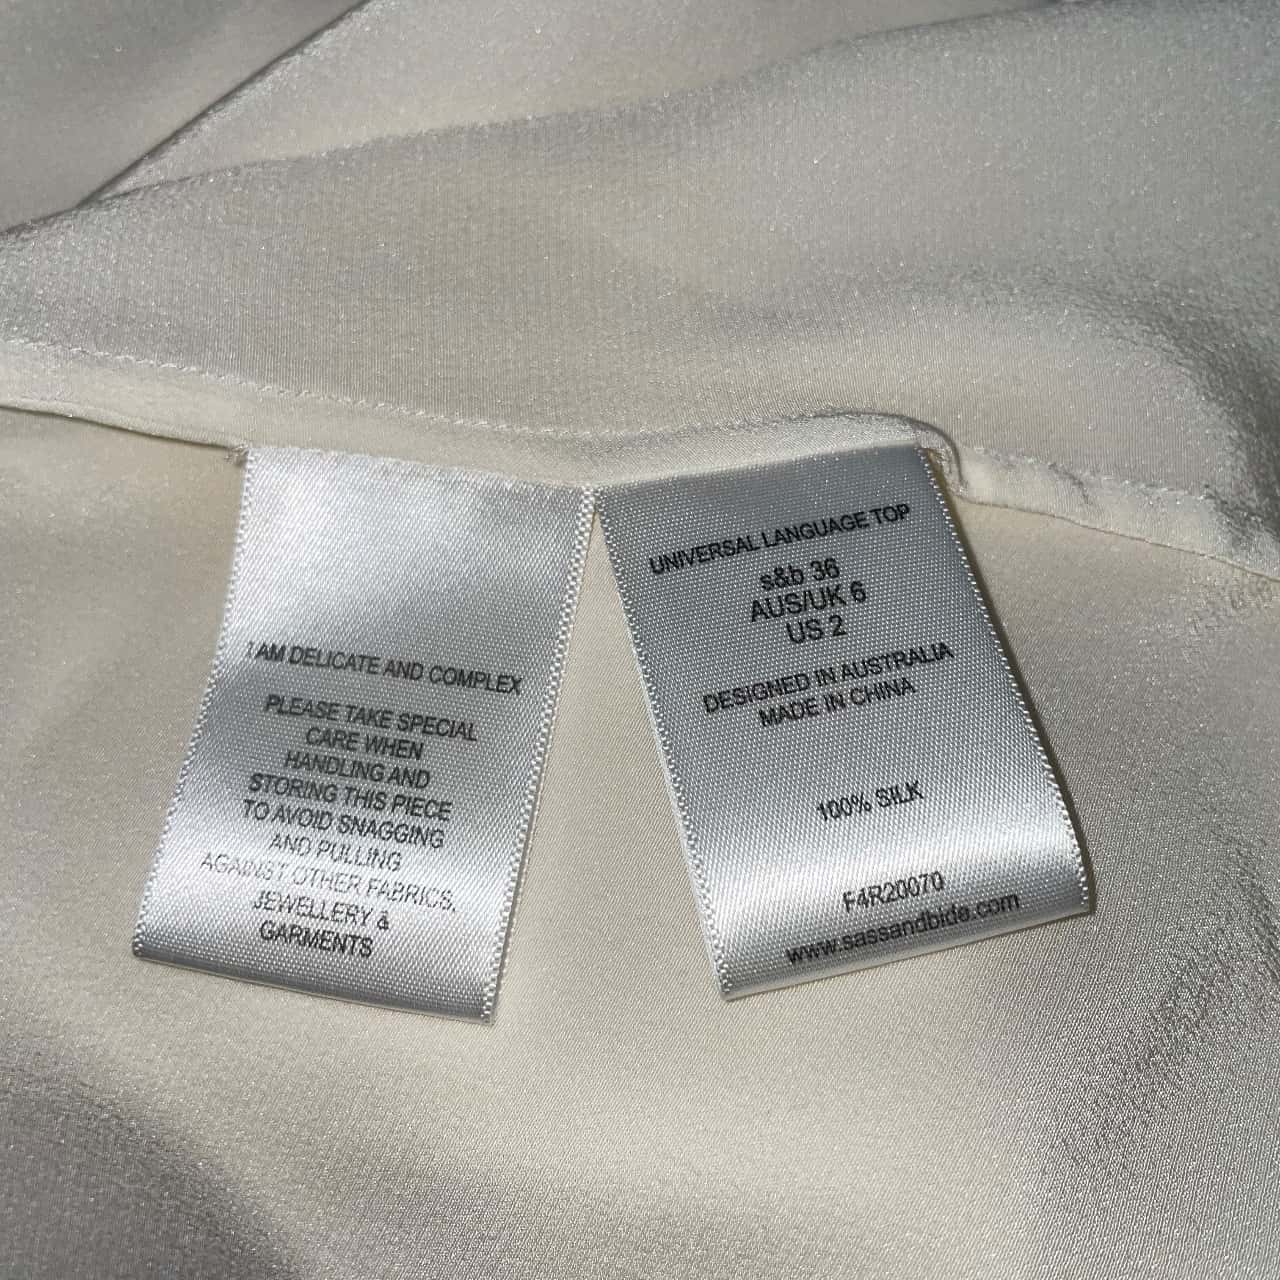 I AM DELICATE AND COMPLEX
PLEASE TAKE SPECIAL
CARE WHEN
HANDLING AND
STORING THIS PIECE
TO AVOID SNAGGING
AND PULLING
AGAINST OTHER FABRICS,
JEWELLERY &
GARMENTS
UNIVERSAL LANGUAGE TOP
s&b 36
AUS/UK 6
US 2
DESIGNED IN AUSTRALIA
MADE IN CHINA
100% SILK
F4R20070
www.sassandbide.com